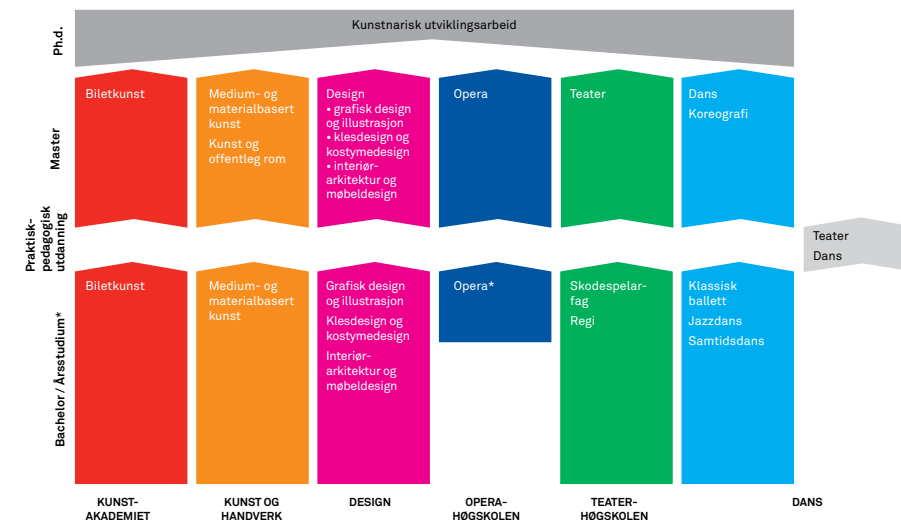 Ph.d.
Kunstnarisk utviklingsarbeid
Master
Biletkunst
Medium- og
materialbasert
kunst
Kunst og
offentleg rom
Design
• grafisk design
og illustrasjon
• klesdesign og
kostymedesign
• interiør-
arkitektur og
møbeldesign
Opera
Teater
Dans
Koreografi
Praktisk-
pedagogisk
utdanning
Teater
Dans
Bachelor / Årsstudium*
Biletkunst
Medium- og
materialbasert
kunst
Grafisk design
og illustrasjon
Klesdesign og
kostymedesign
Interiør-
arkitektur og
møbeldesign
Opera*
Skodespelar-
fag
Regi
Klassisk
ballett
Jazzdans
Samtidsdans
KUNST-
AKADEMIET
KUNST OG
HANDVERK
DESIGN
OPERA-
HØGSKOLEN
TEATER-
HØGSKOLEN
DANS